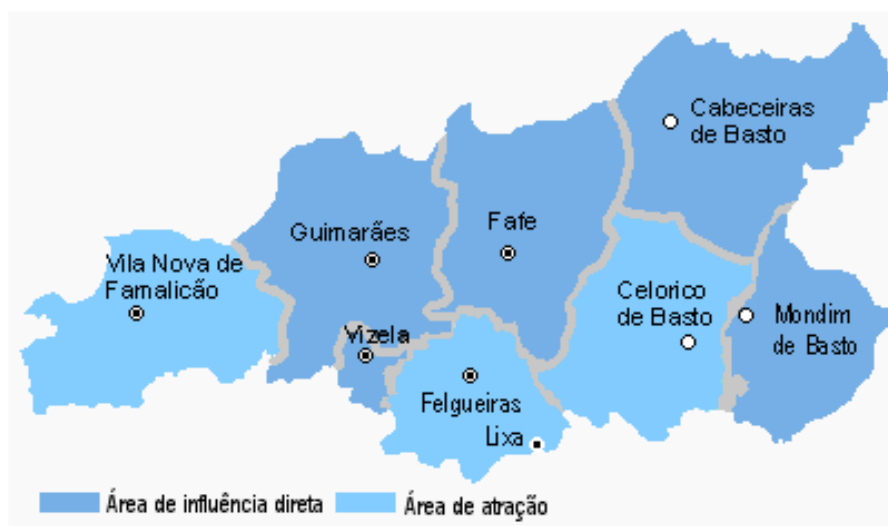 Cabeceiras
de Basto
Guimarães
Fafe
Vila Nova de
Famalicão
Celorico
de Basto
Mondim
de Basto
Vizela
Felgueiras
Lixa
Área de influência direta
Área de atração